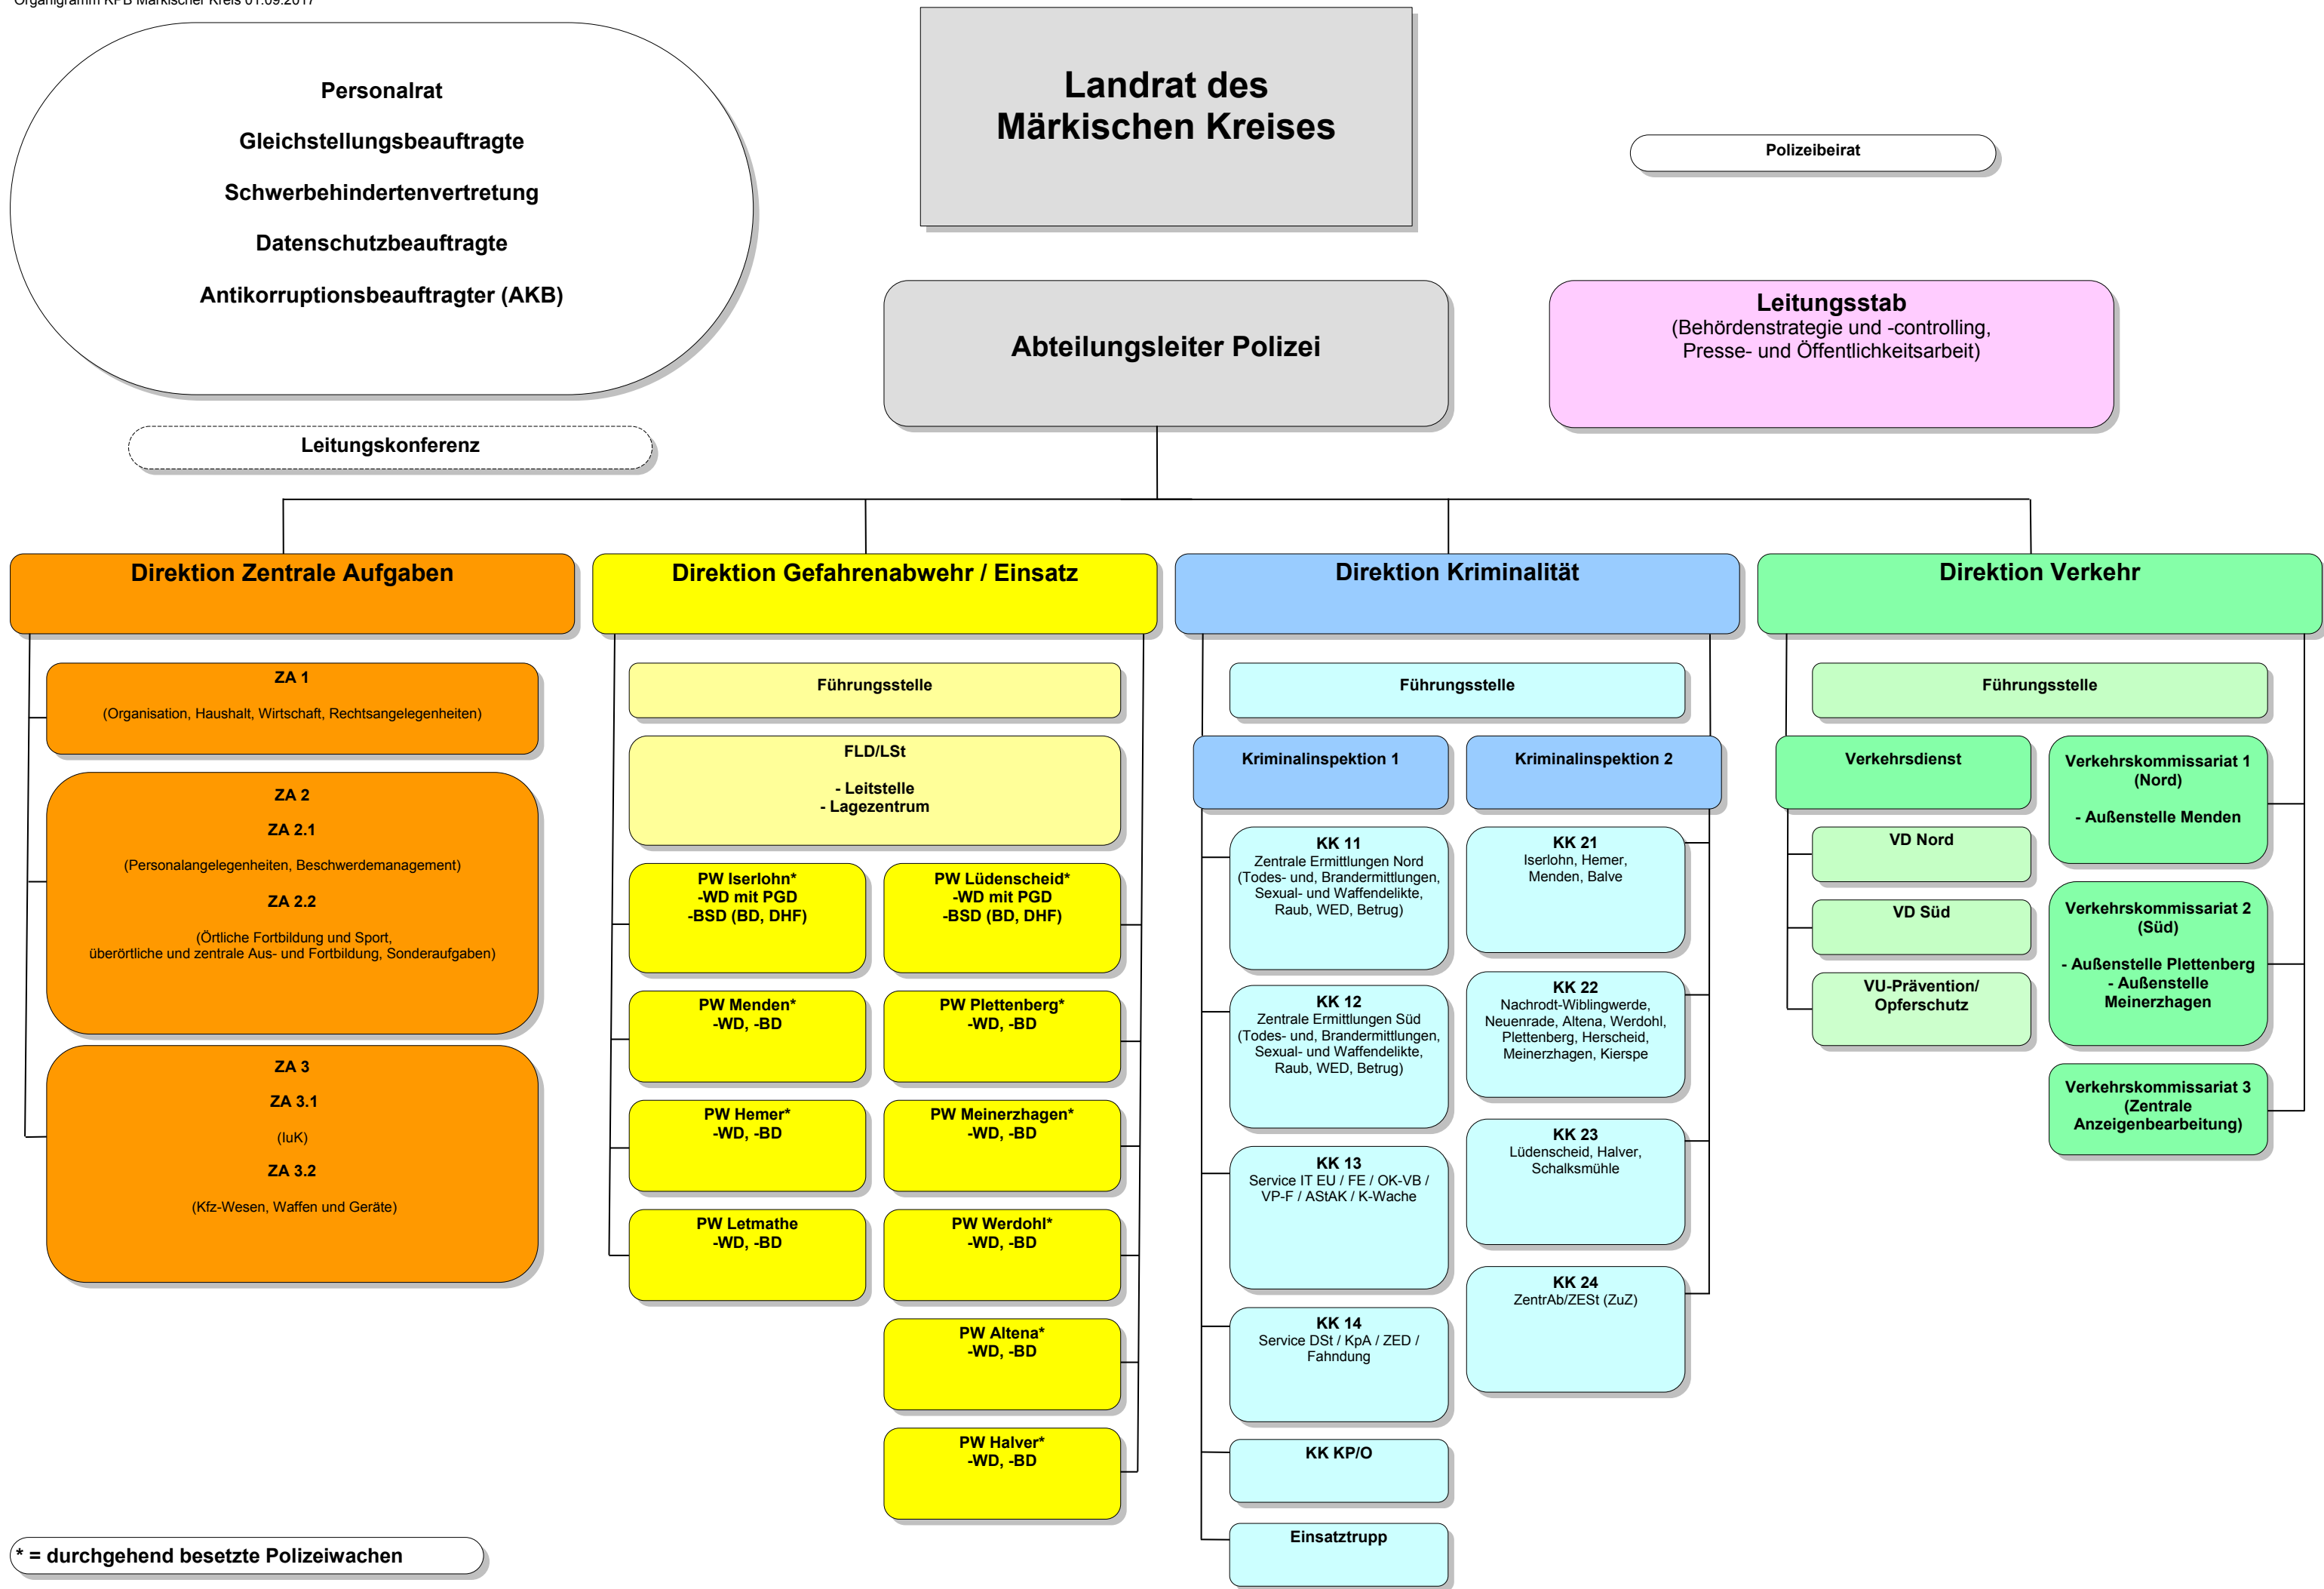 Organigramm KPB Märkischer Kreis 01.09.2017
Personalrat
Gleichstellungsbeauftragte
Schwerbehindertenvertretung
Datenschutzbeauftragte
Antikorruptionsbeauftragter (AKB)
Landrat des
Märkischen Kreises
Polizeibeirat
Abteilungsleiter Polizei
Leitungsstab
(Behördenstrategie und -controlling,
Presse- und Öffentlichkeitsarbeit)
Leitungskonferenz
Direktion Zentrale Aufgaben
ZA 1
(Organisation, Haushalt, Wirtschaft, Rechtsangelegenheiten)
ZA 2
ZA 2.1
(Personalangelegenheiten, Beschwerdemanagement)
ZA 2.2
(Örtliche Fortbildung und Sport,
überörtliche und zentrale Aus- und Fortbildung, Sonderaufgaben)
ZA 3
ZA 3.1
(IuK)
ZA 3.2
(Kfz-Wesen, Waffen und Geräte)
Direktion Gefahrenabwehr / Einsatz
Führungsstelle
FLD/LSt
- Leitstelle
- Lagezentrum
PW Iserlohn*
-WD mit PGD
-BSD (BD, DHF)
PW Menden*
-WD, -BD
PW Hemer*
-WD, -BD
PW Letmathe
-WD, -BD
PW Lüdenscheid*
-WD mit PGD
-BSD (BD, DHF)
PW Plettenberg*
-WD, -BD
PW Meinerzhagen*
-WD, -BD
PW Werdohl*
-WD, -BD
PW Altena*
-WD, -BD
PW Halver*
-WD, -BD
Direktion Kriminalität
Führungsstelle
Kriminalinspektion 1
KK 11
Zentrale Ermittlungen Nord
(Todes- und, Brandermittlungen,
Sexual- und Waffendelikte,
Raub, WED, Betrug)
KK 12
Zentrale Ermittlungen Süd
(Todes- und, Brandermittlungen,
Sexual- und Waffendelikte,
Raub, WED, Betrug)
KK 13
Service IT EU / FE / OK-VB /
VP-F / AStAK / K-Wache
KK 14
Service DSt / KpA / ZED /
Fahndung
KK KP/O
Einsatztrupp
Kriminalinspektion 2
KK 21
Iserlohn, Hemer,
Menden, Balve
KK 22
Nachrodt-Wiblingwerde,
Neuenrade, Altena, Werdohl,
Plettenberg, Herscheid,
Meinerzhagen, Kierspe
KK 23
Lüdenscheid, Halver,
Schalksmühle
KK 24
ZentrAb/ZESt (ZuZ)
Direktion Verkehr
Führungsstelle
Verkehrsdienst
VD Nord
VD Süd
VU-Prävention/
Opferschutz
Verkehrskommissariat 1
(Nord)
- Außenstelle Menden
Verkehrskommissariat 2
(Süd)
- Außenstelle Plettenberg
- Außenstelle
Meinerzhagen
Verkehrskommissariat 3
(Zentrale
Anzeigenbearbeitung)
* = durchgehend besetzte Polizeiwachen